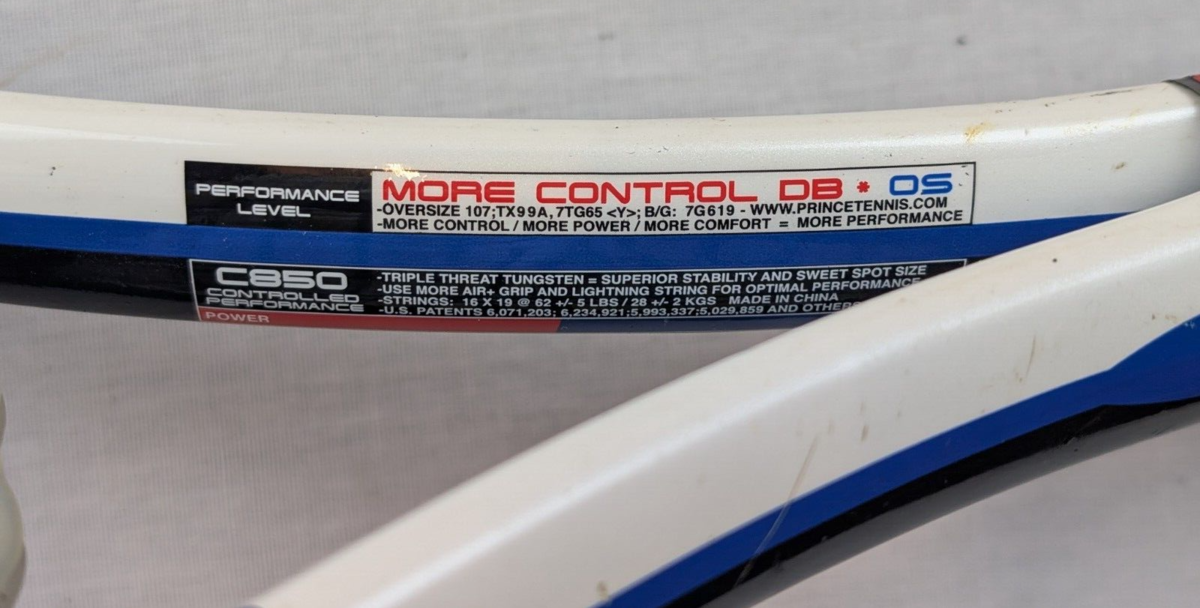 PERFORMANCE
LEVEL
MORE CONTROL DB * OS
-OVERSIZE 107;TX99A,7TG65 <Y>; B/G: 7G619 - WWW.PRINCETENNIS.COM
-MORE CONTROL / MORE POWER / MORE COMFORT = MORE PERFORMANCE
C850
CONTROLLED
PERFORMANCE
-TRIPLE THREAT TUNGSTEN = SUPERIOR STABILITY AND SWEET SPOT SIZE
-USE MORE AIR+ GRIP AND LIGHTNING STRING FOR OPTIMAL PERFORMANCE
-STRINGS: 16 X 19 @ 62 +/- 5 LBS / 28 +/- 2 KGS MADE IN CHINA
-U.S. PATENTS 6,071,203; 6,234,921;5,993,337;5,029,859 AND OTHERS
POWER